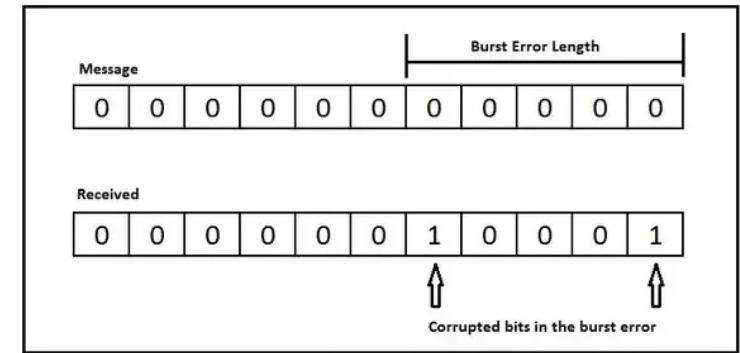 Burst Error Length
Message
0 0 0 0 0 0 0 0 0 0 0
Received
0 0 0 0 0 0 1 0 0 0 1
Corrupted bits in the burst error